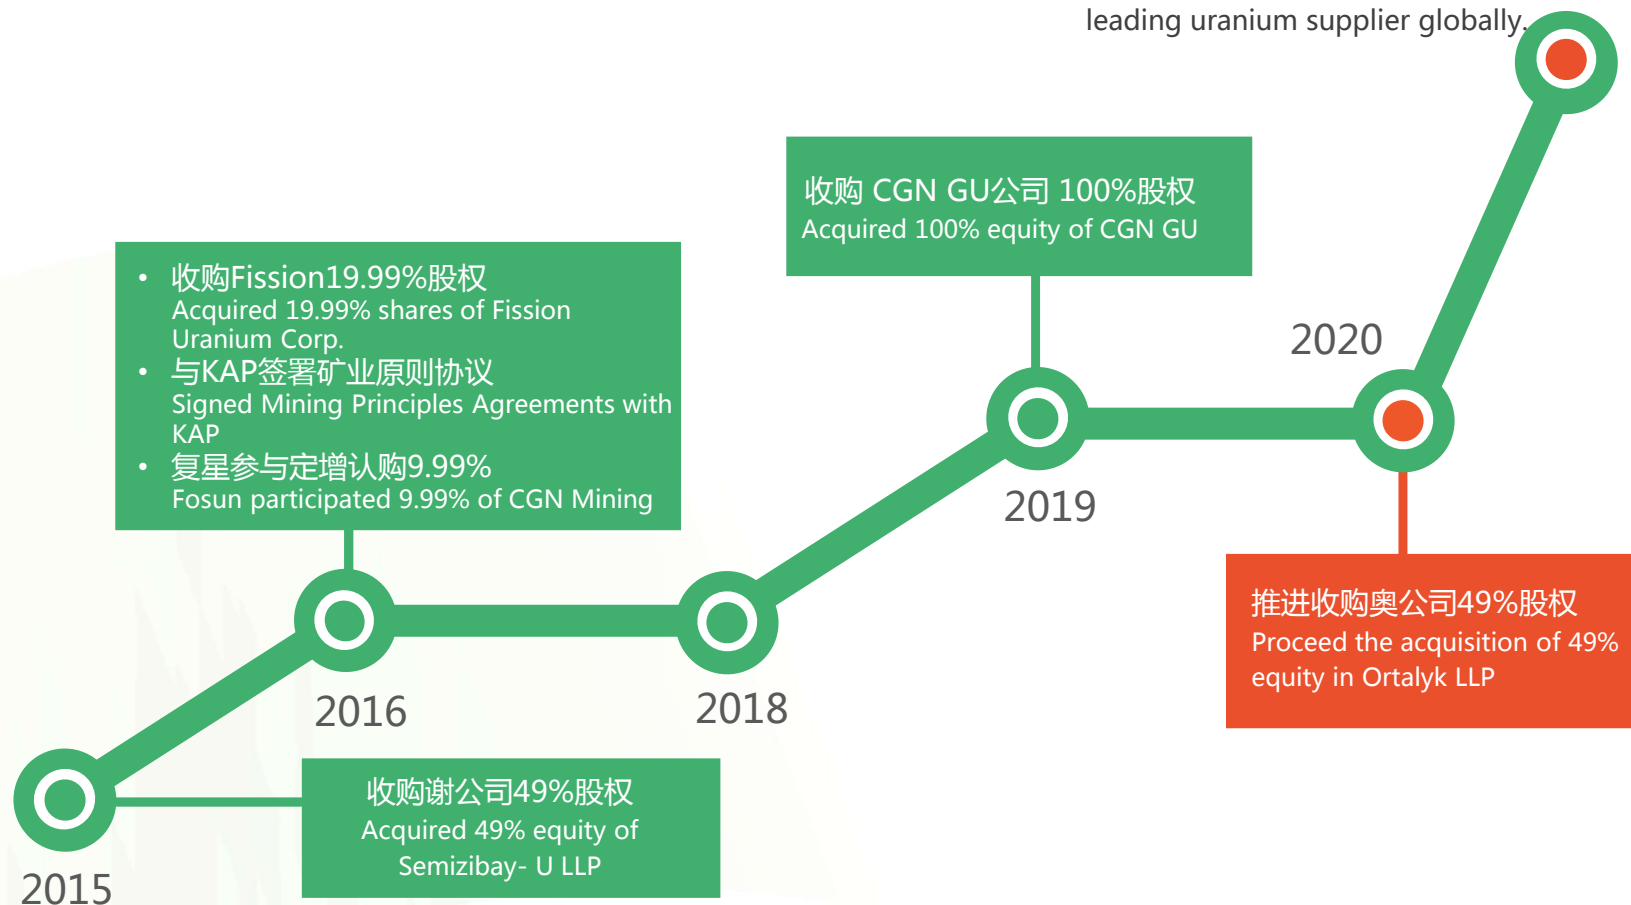 leading uranium supplier globally.
收购 CGN GU公司 100%股权
Acquired 100% equity of CGN GU
• 收购Fission19.99%股权
Acquired 19.99% shares of Fission
Uranium Corp.
• 与KAP签署矿业原则协议
Signed Mining Principles Agreements with
KAP
• 复星参与定增认购9.99%
Fosun participated 9.99% of CGN Mining
2020
2019
推进收购奥公司49%股权
Proceed the acquisition of 49%
equity in Ortalyk LLP
2016
2018
收购谢公司49%股权
Acquired 49% equity of
Semizibay- U LLP
2015